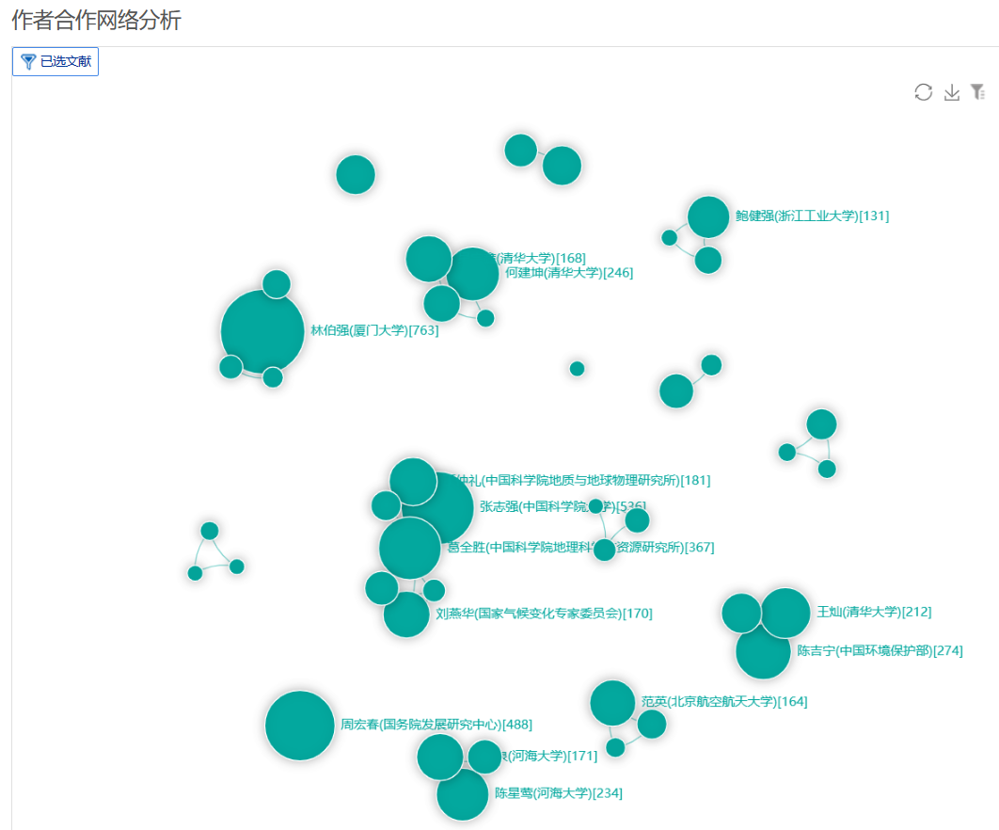 作者合作网络分析
已选文献
鲍健强(浙江工业大学)[131]
(清华大学)[168]
何建坤(清华大学)[246]
林伯强(厦门大学)[763]
仲礼(中国科学院地质与地球物理研究所)[181]
张志强(中国科学院 学)[536]
葛全胜(中国科学院地理科 资源研究所)[367]
王灿(清华大学)[212]
刘燕华(国家气候变化专家委员会)[170]
陈吉宁(中国环境保护部)[274]
范英(北京航空航天大学)[164]
周宏春(国务院发展研究中心)[488]
(河海大学)[171]
陈星莺(河海大学)[234]